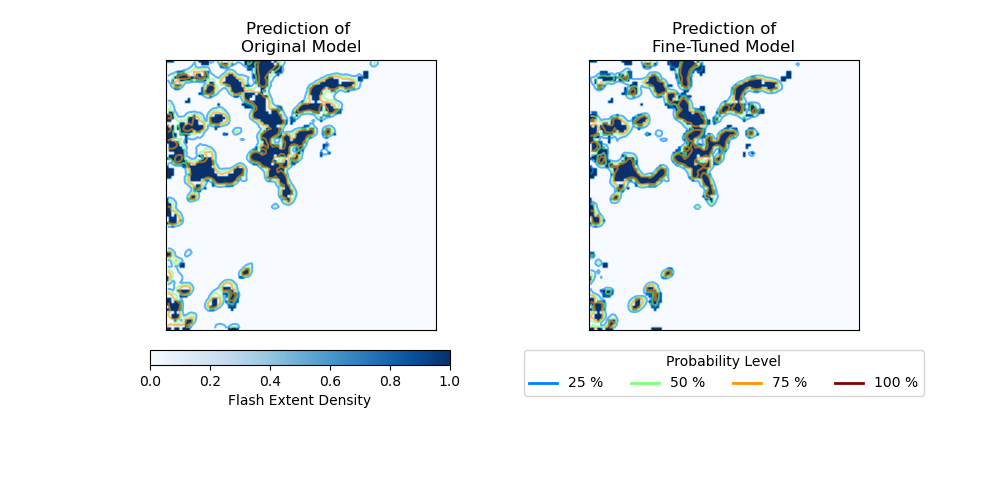 Prediction of
Original Model
Prediction of
Fine-Tuned Model
0.0 0.2 0.4 0.6 0.8 1.0
Flash Extent Density
Probability Level
25 % 50 % 75 % 100 %